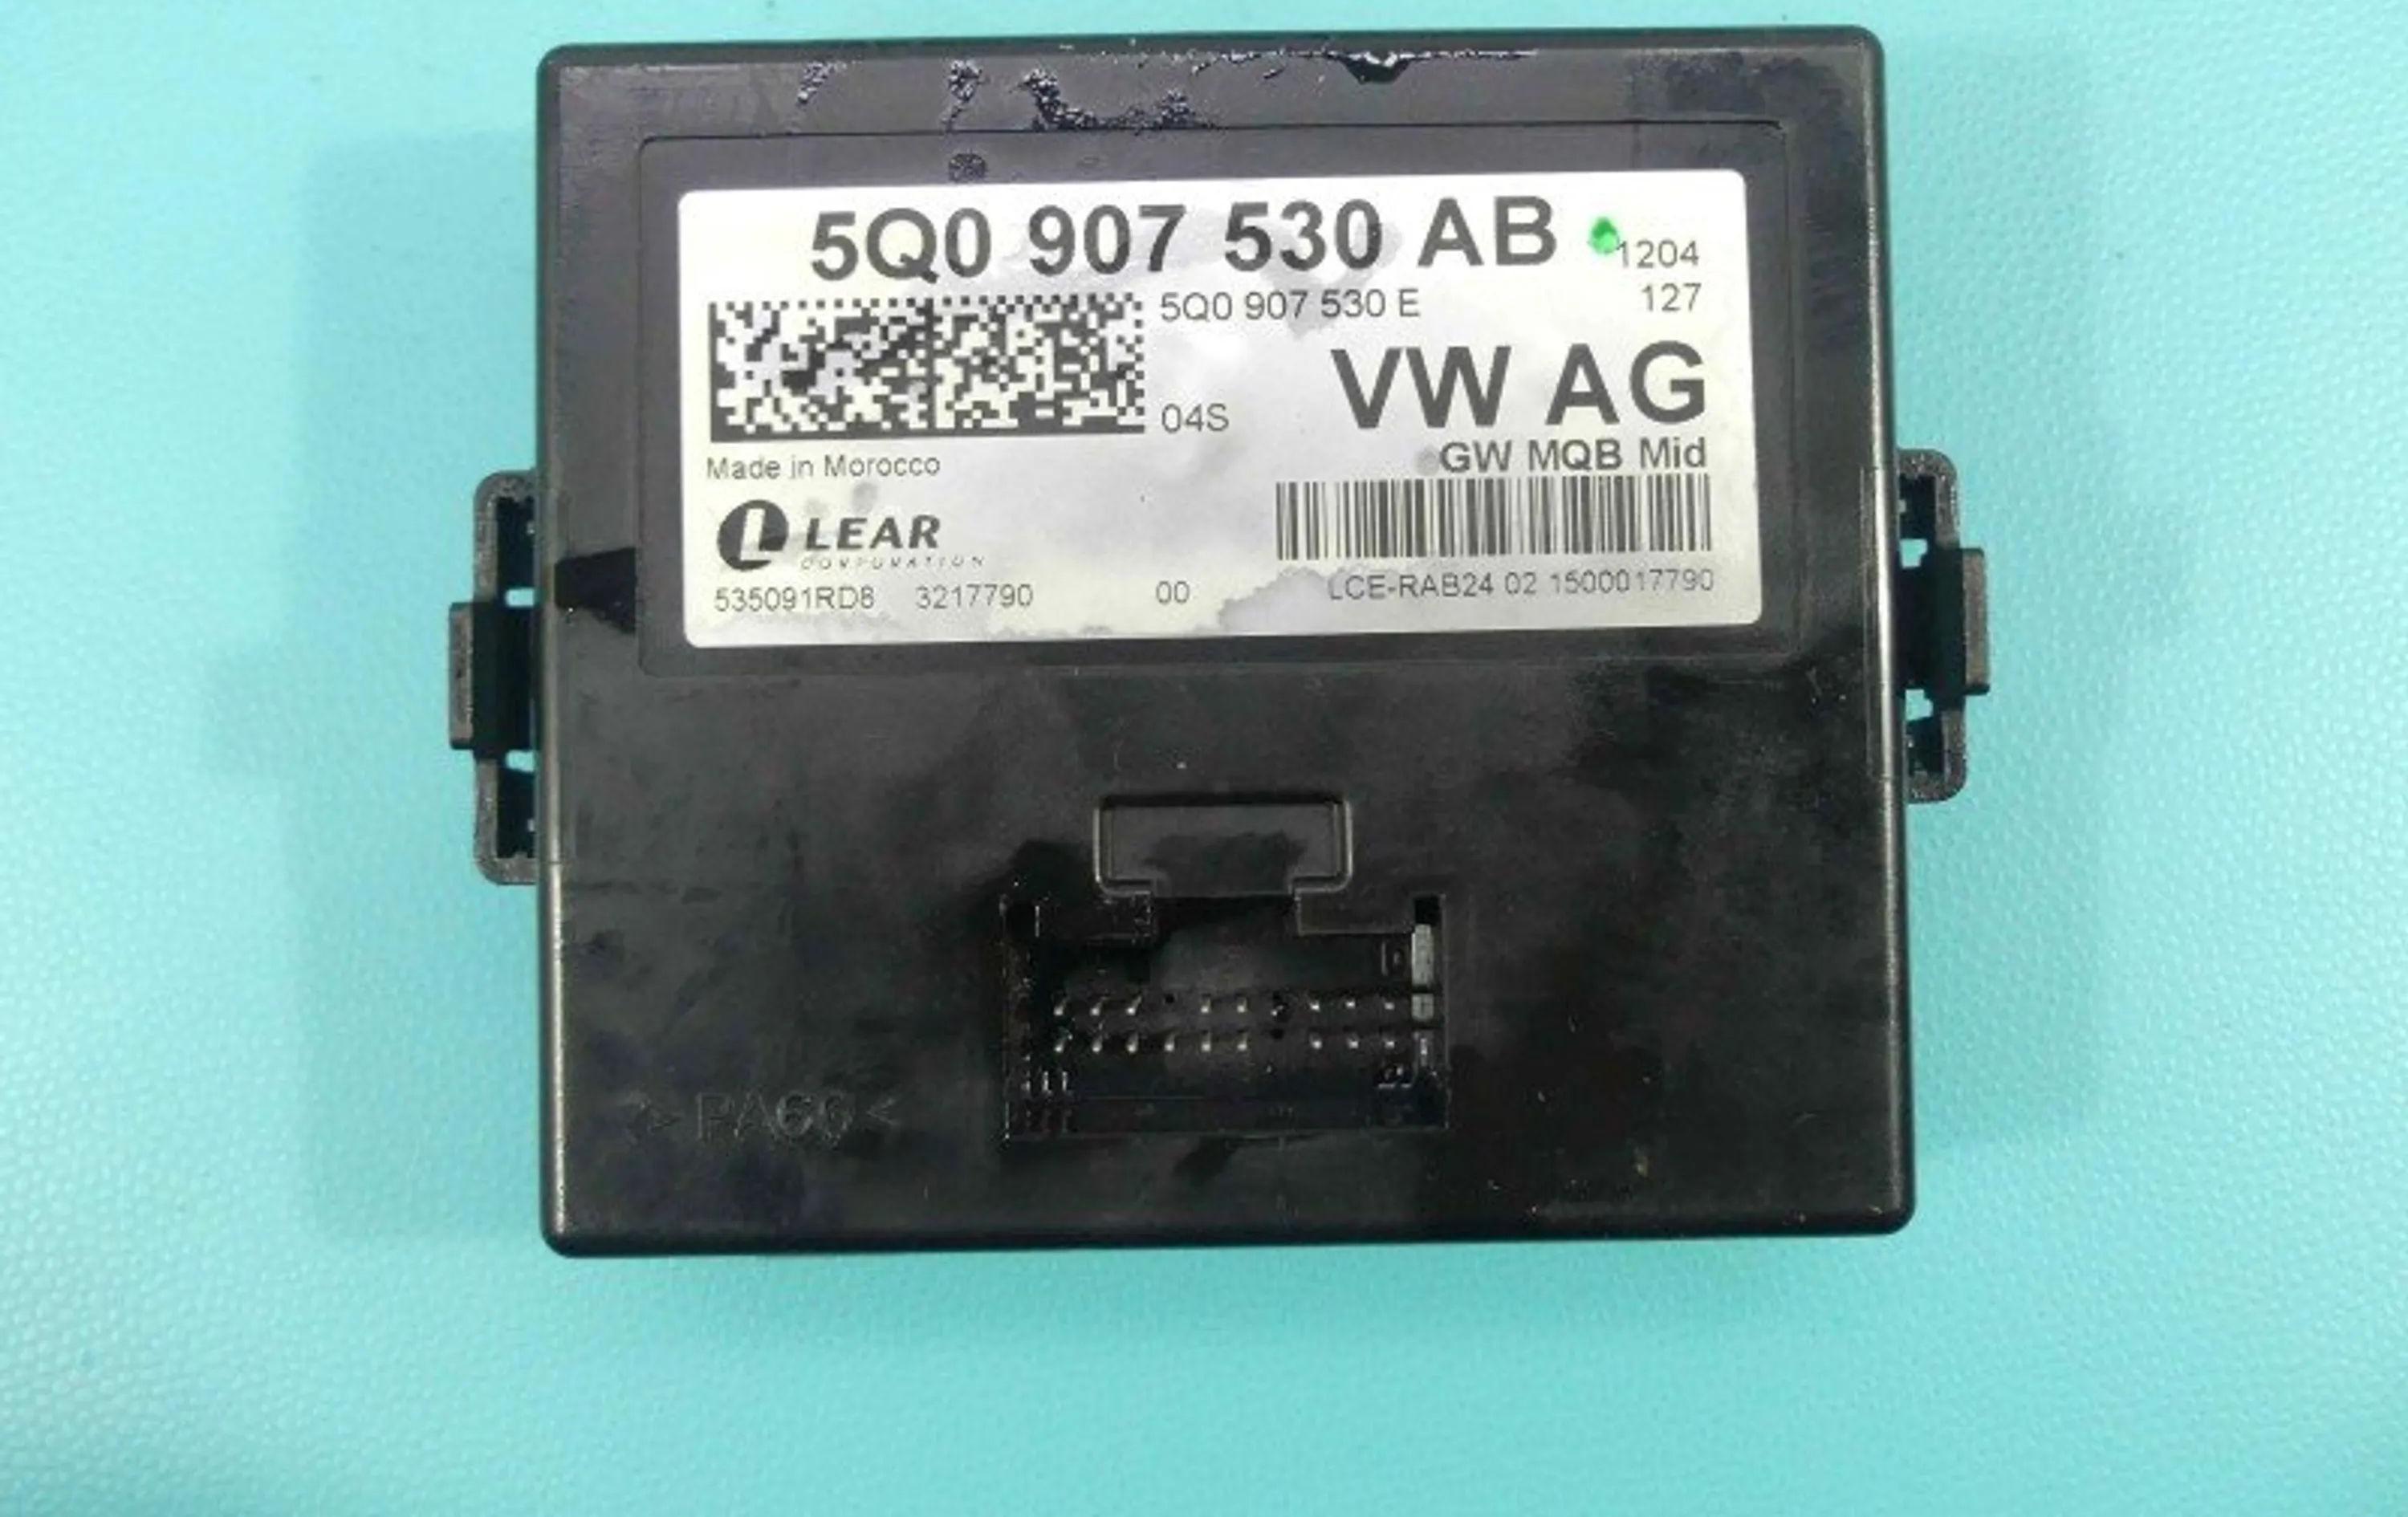 5Q0 907 530 AB 1204
5Q0 907 530 E 127
04S VW AG
GW MQB Mid
Made in Morocco
LEAR
CORPORATION
535091RD8 3217790 00 LCE-RAB24 02 1500017790
>PA66<